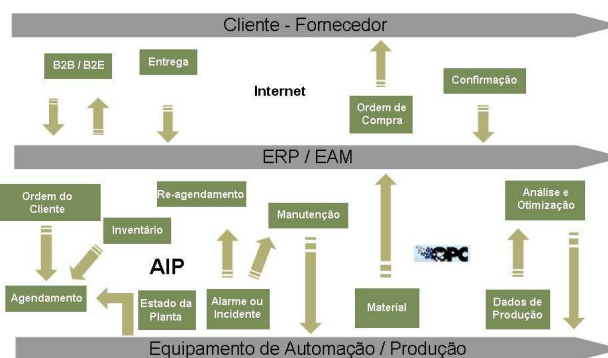 Cliente - Fornecedor
B2B / B2E
Entrega
Internet
Ordem de
Compra
Confirmação
ERP / EAM
Ordem do
Cliente
Inventário
Re-agendamento
Manutenção
Análise e
Otimização
OPC
AIP
Agendamento
Estado da
Planta
Alarme ou
Incidente
Material
Dados de
Produção
Equipamento de Automação / Produção